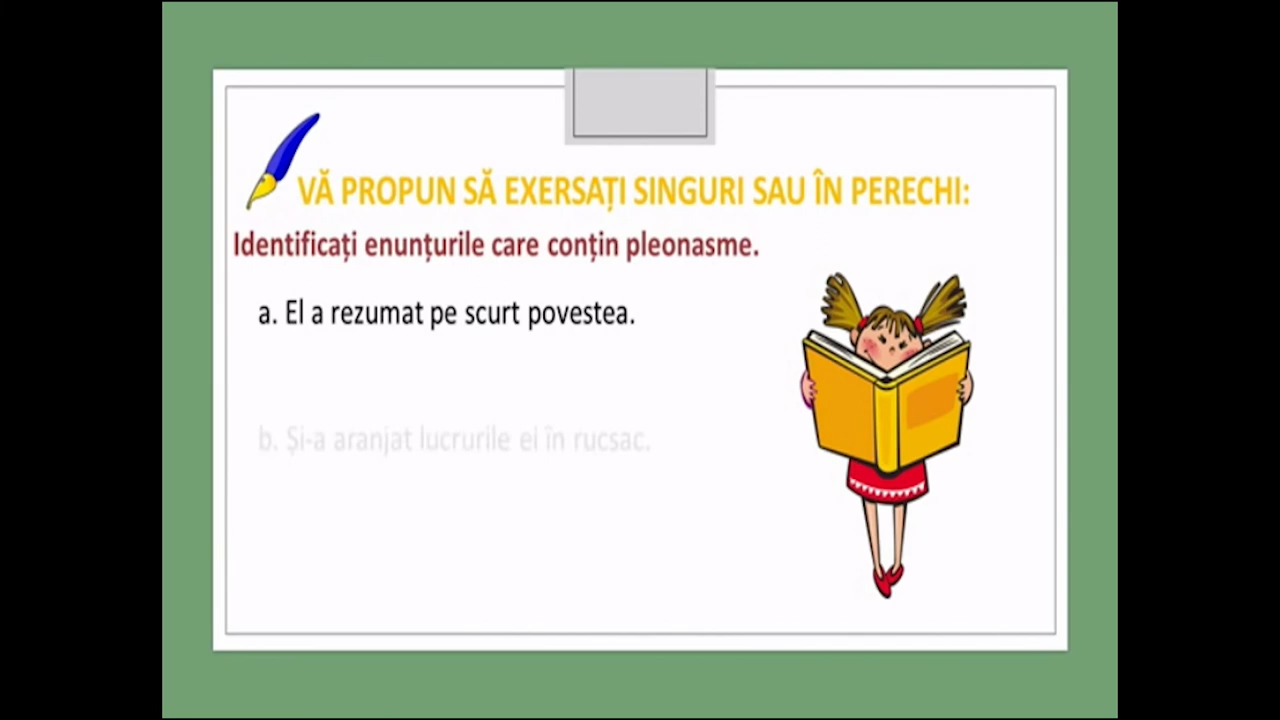 VĂ PROPUN SĂ EXERSAȚI SINGURI SAU ÎN PERECHI:
Identificați enunțurile care conțin pleonasme.
a. El a rezumat pe scurt povestea.
b. Și-a aranjat lucrurile ei în rucsac.